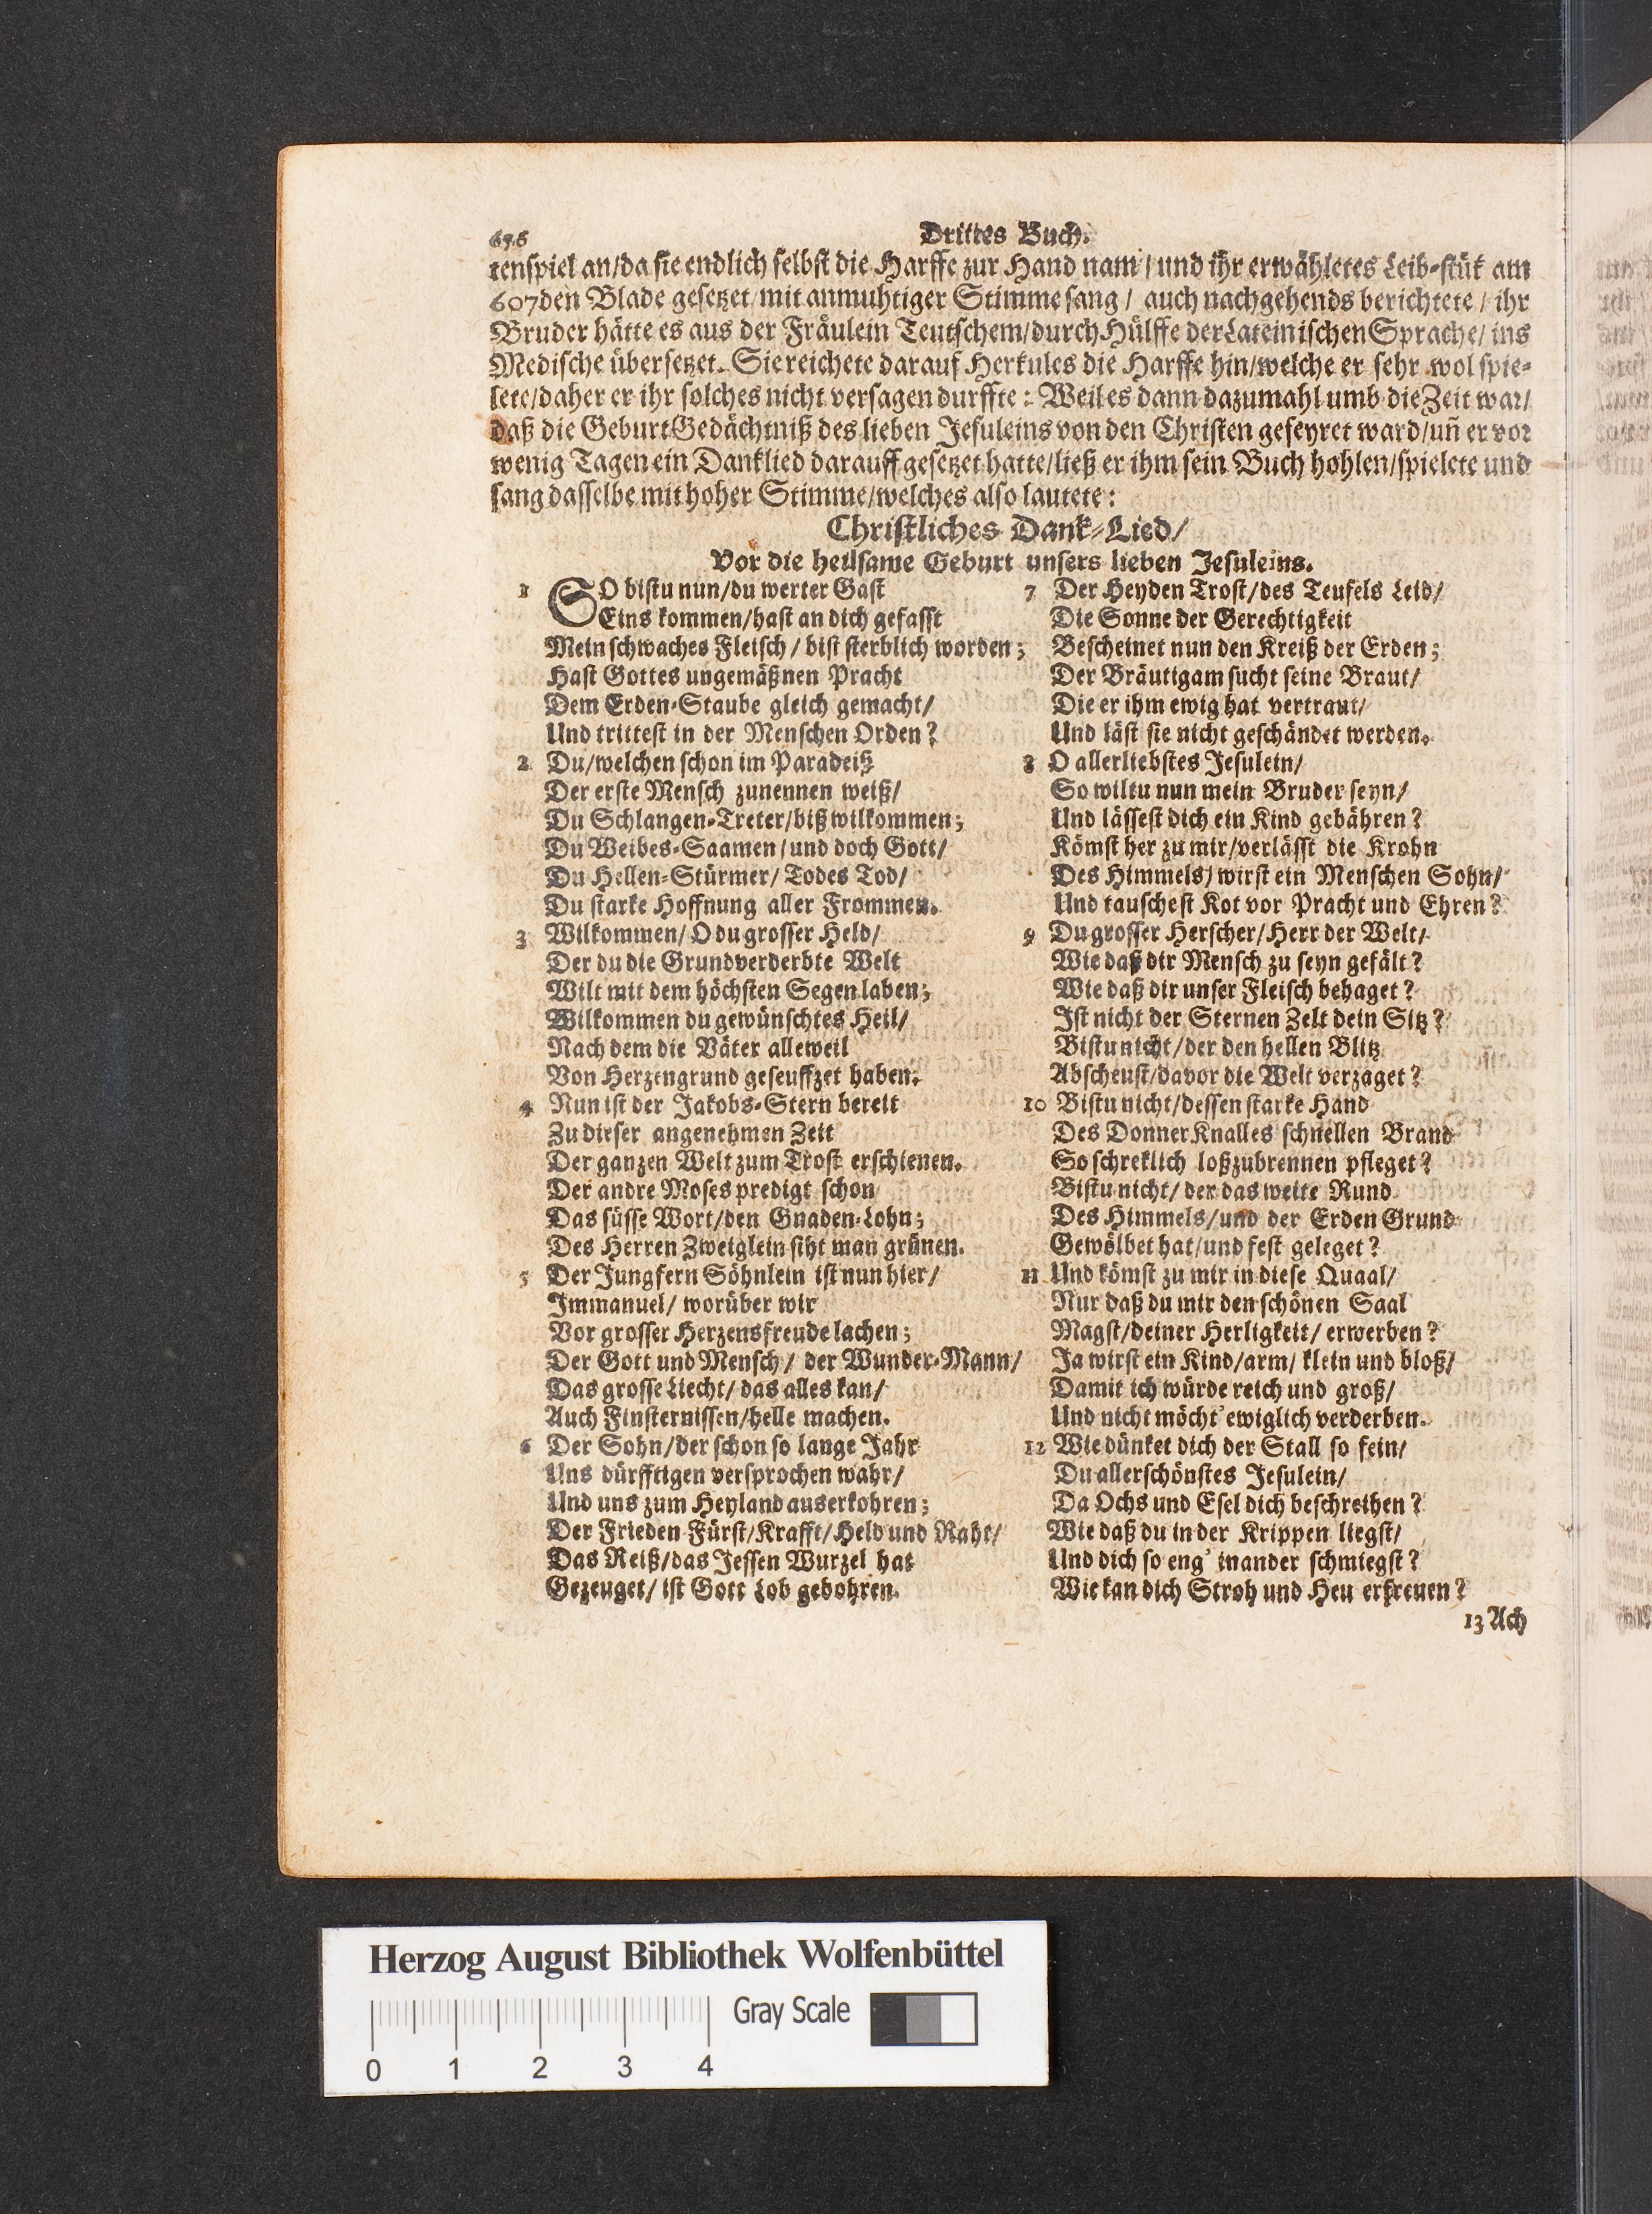 Drittes Buch.
tenspiel an/da sie endlich selbst die Harffe zur Hand nam/und ihr erwähletes Leib-stük am
607den Blade gesetzet/mit anmuhtiger Stimme sang/ auch nachgehends berichtete/ ihr
Bruder hätte es aus der Fräulein Teutschem/durch Hülffe der Lateinischen Sprache/ins
Medische übersetzet. Sie reichete darauf Herkules die Harffe hin/welche er sehr wol spie-
lete/daher er ihr solches nicht versagen durffte: Weil es dann dazumahl umb die Zeit war/
daß die Geburt Gedächtniß des lieben Jesuleins von den Christen gefeyret ward/un̄ er vor
wenig Tagen ein Danklied darauff gesetzet hatte/ließ er ihm sein Buch hohlen/spielete und
sang dasselbe mit hoher Stimme/welches also lautete:
Christliches Dank-Lied/
Vor die heilsame Geburt unsers lieben Jesuleins.
1 SO bistu nun/du werter Gast
Eins kommen/hast an dich gefasst
Mein schwaches Fleisch/ bist sterblich worden;
Hast Gottes ungemäßnen Pracht
Dem Erden-Staube gleich gemacht/
Und trittest in der Menschen Orden?
2 Du/welchen schon im Paradeiß
Der erste Mensch zunennen weiß/
Du Schlangen-Treter/biß wilkommen;
Du Weibes-Saamen/und doch Gott/
Du Hellen-Stürmer/ Todes Tod/
Du starke Hoffnung aller Frommen.
3 Wilkommen/ O du grosser Held/
Der du die Grundverderbte Welt
Wilt mit dem höchsten Segen laben;
Wilkommen du gewünschtes Heil/
Nach dem die Väter alleweil
Von Herzengrund geseuffzet haben.
4 Nun ist der Jakobs-Stern bereit
Zu dieser angenehmen Zeit
Der ganzen Welt zum Trost erschienen.
Der andre Moses predigt schon
Das süsse Wort/den Gnaden-Lohn;
Des Herren Zweiglein siht man grünen.
5 Der Jungfern Söhnlein ist nun hier/
Immanuel/ worüber wir
Vor grosser Herzensfreude lachen;
Der Gott und Mensch/ der Wunder-Mann/
Das grosse Liecht/ das alles kan/
Auch Finsternissen/helle machen.
6 Der Sohn/der schon so lange Jahr
Uns dürfftigen versprochen wahr/
Und uns zum Heyland auserkohren;
Der Frieden-Fürst/Krafft/Held und Raht/
Das Reiß/das Jessen Wurzel hat
Gezeuget/ ist Gott Lob gebohren.
7 Der Heyden Trost/des Teufels Leid/
Die Sonne der Gerechtigkeit
Bescheinet nun den Kreiß der Erden;
Der Bräutigam sucht seine Braut/
Die er ihm ewig hat vertraut/
Und läst sie nicht geschändet werden.
8 O allerliebstes Jesulein/
So wiltu nun mein Bruder seyn/
Und lässest dich ein Kind gebähren?
Kömst her zu mir/verlässt die Krohn
Des Himmels/ wirst ein Menschen Sohn/
Und tauschest Kot vor Pracht und Ehren?
9 Du grosser Herscher/Herr der Welt/
Wie daß dir Mensch zu seyn gefält?
Wie daß dir unser Fleisch behaget?
Ist nicht der Sternen Zelt dein Sitz?
Bistu nicht/der den hellen Blitz
Abscheust/davor die Welt verzaget?
10 Bistu nicht/dessen starke Hand
Des Donner Knalles schnellen Brand
So schreklich loßzubrennen pfleget?
Bistu nicht/ der das weite Rund
Des Himmels/und der Erden Grund
Gewölbet hat/und fest geleget?
11 Und kömst zu mir in diese Quaal/
Nur daß du mir den schönen Saal
Magst/deiner Herligkeit/ erwerben?
Ja wirst ein Kind/arm/ klein und bloß/
Damit ich würde reich und groß/
Und nicht möcht' ewiglich verderben.
12 Wie dünket dich der Stall so fein/
Du allerschönstes Jesulein/
Da Ochs und Esel dich beschreihen?
Wie daß du in der Krippen liegst/
Und dich so eng' inander schmiegst?
Wie kan dich Stroh und Heu erfreuen?
13 Ach
Herzog August Bibliothek Wolfenbüttel
Gray Scale
0 1 2 3 4